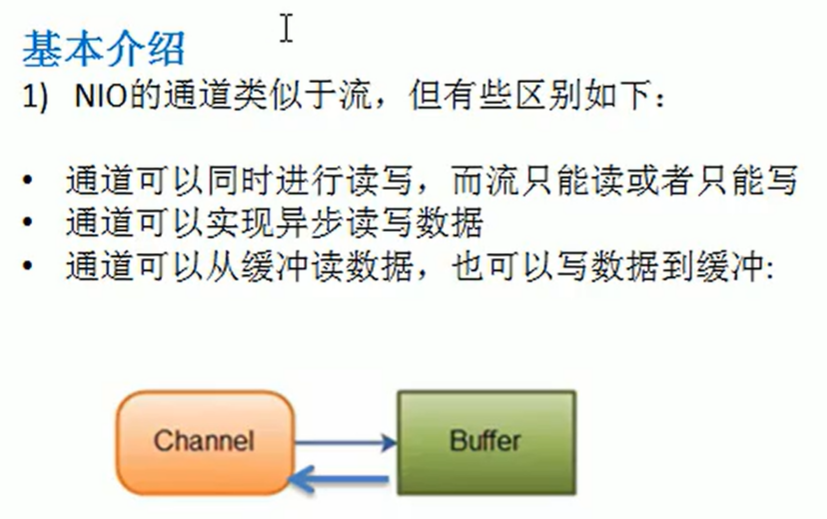 基本介绍
1) NIO的通道类似于流，但有些区别如下：
• 通道可以同时进行读写，而流只能读或者只能写
• 通道可以实现异步读写数据
• 通道可以从缓冲读数据，也可以写数据到缓冲:
Channel
Buffer